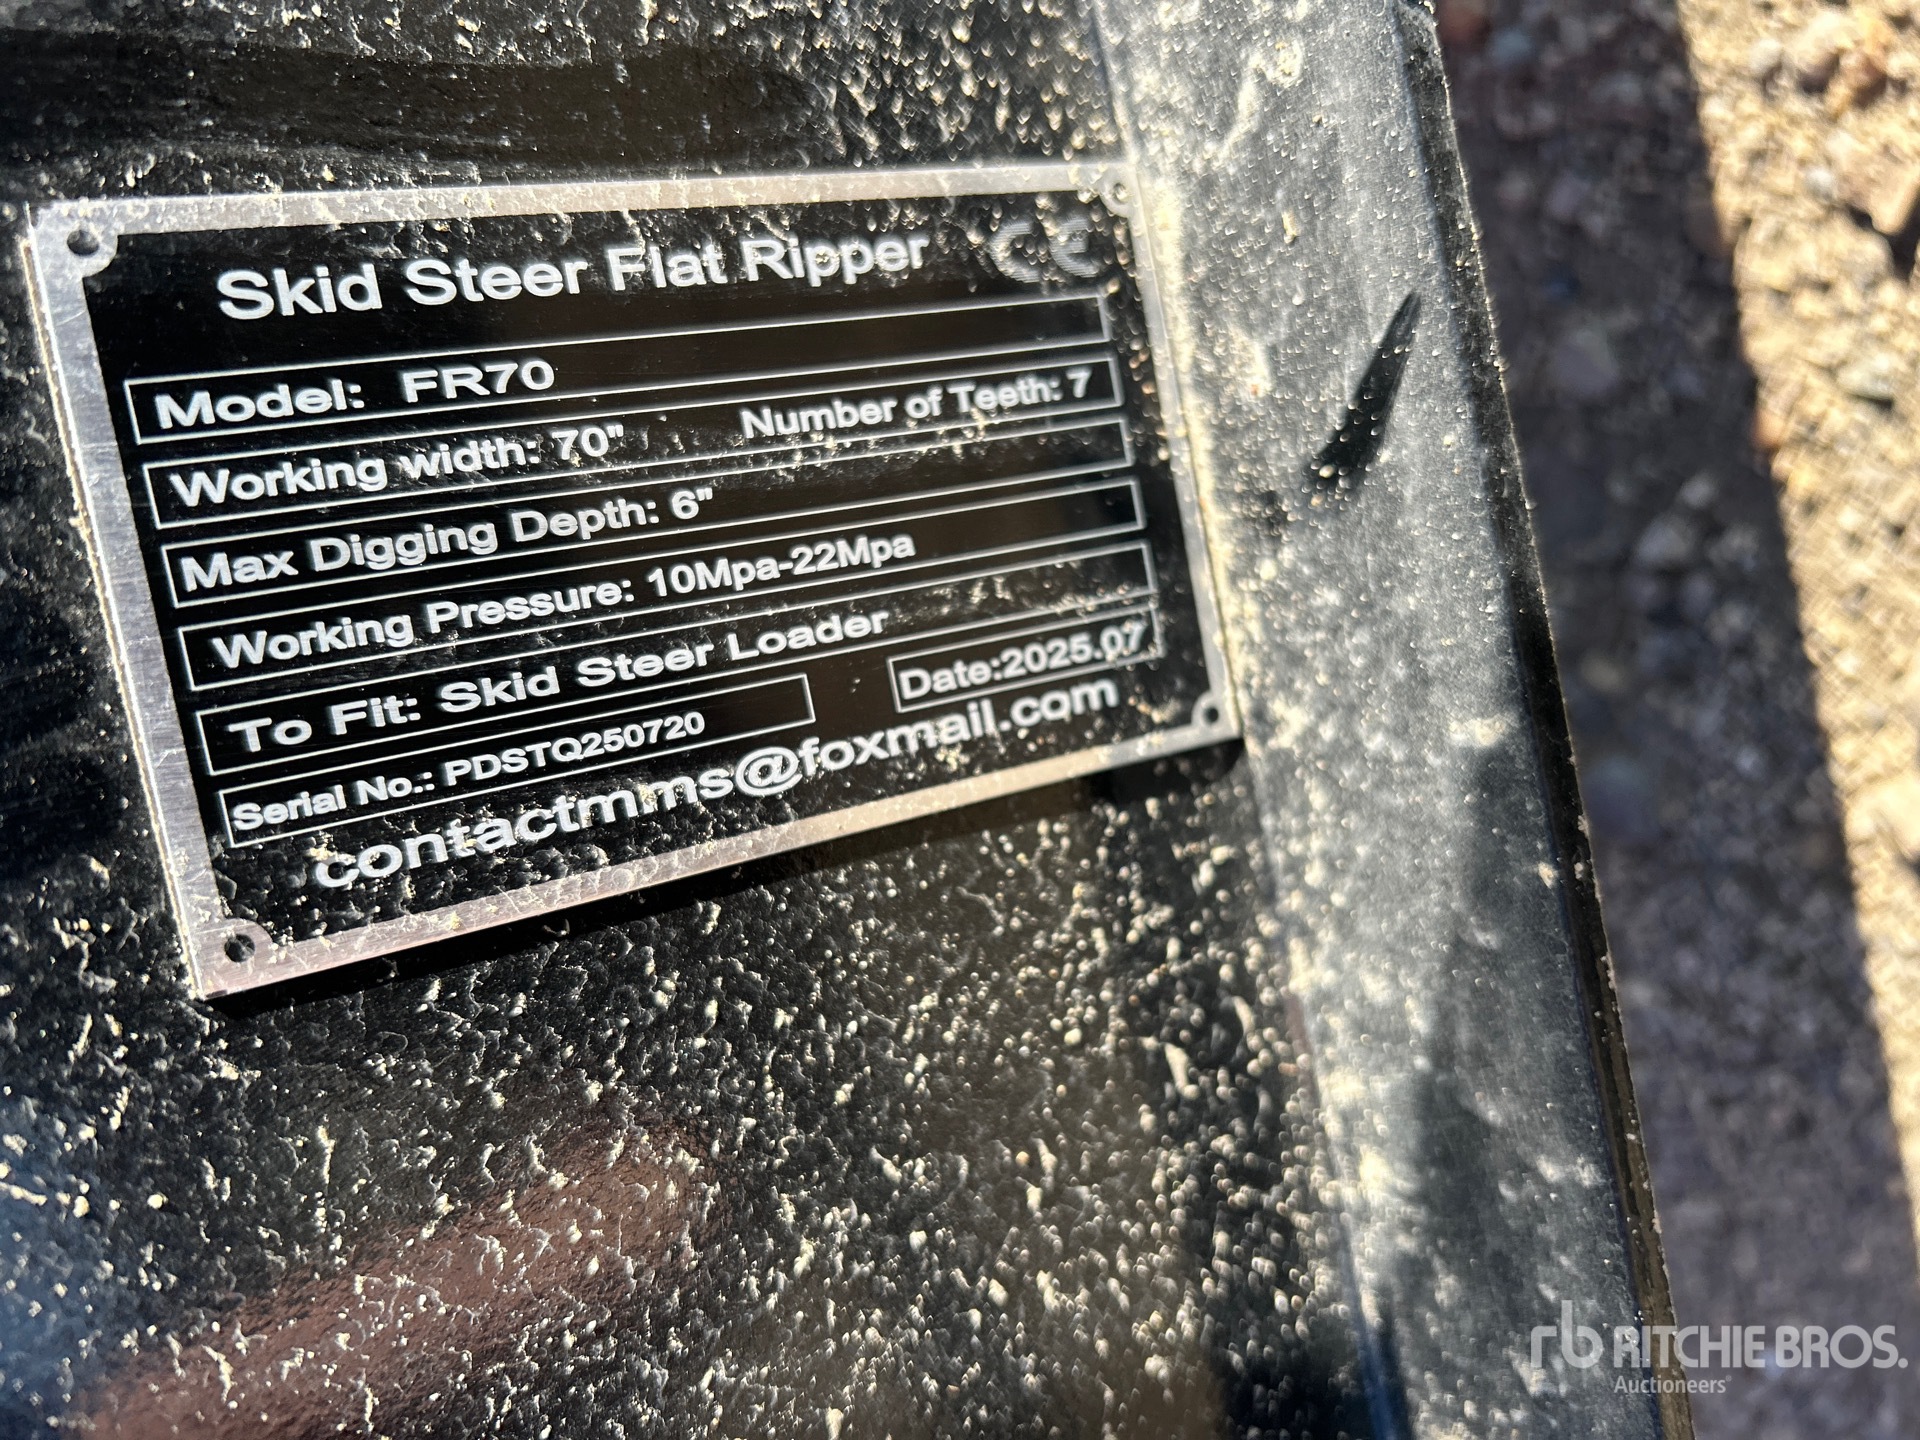 Skid Steer Flat Ripper CE
Model: FR70
Working width: 70" Number of Teeth: 7
Max Digging Depth: 6"
Working Pressure: 10Mpa-22Mpa
To Fit: Skid Steer Loader
Serial No.: PDSTQ250720 Date:2025.07
contactmms@foxmail.com
rb RITCHIE BROS.
Auctioneers